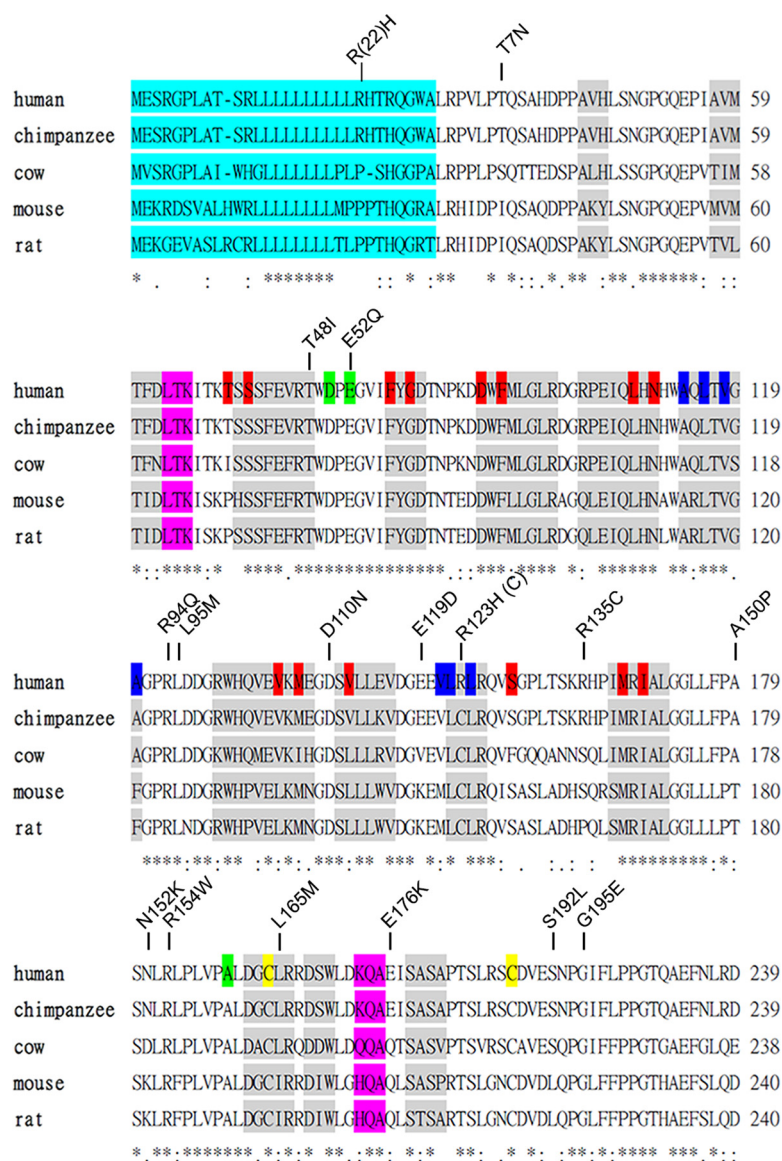 R(22)H T7N
human MESRGPLAT-SRLLLLLLLLLLRHTRQGWALRPVLPTQSAHDPPAVHLSNGPGQEPIAVM 59
chimpanzee MESRGPLAT-SRLLLLLLLLLLRHTRQGWALRPVLPTQSAHDPPAVHLSNGPGQEPIAVM 59
cow MVSRGPLAI-WHGLLLLLLLPLP-SHGGPALRPPLPSQTTEDSPALHLSSGPGQEPVTIM 58
mouse MEKRDSVALHWRLLLLLLLLMPPPTHQGRALRHIDPIQSAQDPPAKYLSNGPGQEPVMVM 60
rat MEKGEVASLRCRLLLLLLLLTLPPTHQGRTLRHIDPIQSAQDSPAKYLSNGPGQEPVTVL 60
* . : : ******* :: * :** * *::.*.** :**.****** : :
T48I E52Q
human TFDLTKITKTSSSFEVRTWDPEGVIFYGDTNPKDDWFMLGLRDGRPEIQLHNHWAQLTVG 119
chimpanzee TFDLTKITKTSSSFEFRTWDPEGVIFYGDTNPKDDWFMLGLRDGRPEIQLHNHWAQLTVG 119
cow TFNLTKITKISSSFEFRTWDPEGVIFYGDTNPKNDWFMLGLRDGRPEIQLHNHWAQLTVS 118
mouse TIDLTKISKPHSSFEFRTWDPEGVIFYGDTNTEDDWFLLGLRAGQLEIQLHNAWARLTVG 120
rat TIDLTKISKPSSSFEFRTWDPEGVIFYGDTNTEDDWFMLGLRDGQLEIQLHNLWARLTVG 120
*::****:* ****.***************.::***:**** *: ****** **:***.
R94Q L95M D110N E119D R123H (C) R135C A150P
human AGPRLDDGRWHQVEVKMEGDSVLLEVDGEEVLRLRQVSGPLTSKRHPIMRIALGGLLFPA 179
chimpanzee AGPRLDDGRWHQVEVKMEGDSVLLKVDGEEVLCLRQVSGPLTSKRHPIMRIALGGLLFPA 179
cow AGPRLDDGKWHQMEVKIHGDSLLLRVDGVEVLCLRQVFGQQANNSQLIMRIALGGLLFPA 178
mouse FGPRLDDGRWHPVELKMNGDSLLLWVDGKEMLCLRQISASLADHSQRSMRIALGGLLLPT 180
rat FGPRLNDGRWHPVELKMNGDSLLLWVDGKEMLCLRQVSASLADHPQLSMRIALGGLLLPT 180
****:**:** :*:*:.***:** *** *:* ***: . :.: : *********:*:
N152K R154W L165M E176K S192L G195E
human SNLRLPLVPALDGCLRRDSWLDKQAEISASAPTSLRSCDVESNPGIFLPPGTQAEFNLRD 239
chimpanzee SNLRLPLVPALDGCLRRDSWLDKQAEISASAPTSLRSCDVESNPGIFLPPGTQAEFNLRD 239
cow SDLRLPLVPALDACLRQDDWLDQQAQTSASVPTSVRSCAVESQPGIFFPPGTGAEFGLQE 238
mouse SKLRFPLVPALDGCIRRDIWLGHQAQLSASPRTSLGNCDVDLQPGLFFPPGTHAEFSLQD 240
rat SKLRFPLVPALDGCIRRDIWLGHQAQLSTSARTSLGNCDVDLQPGLFFPPGTHAEFSLQD 240
*.**:*******.*:*:* **.:**: *:* **: .* *: :**:*:**** ***.*::